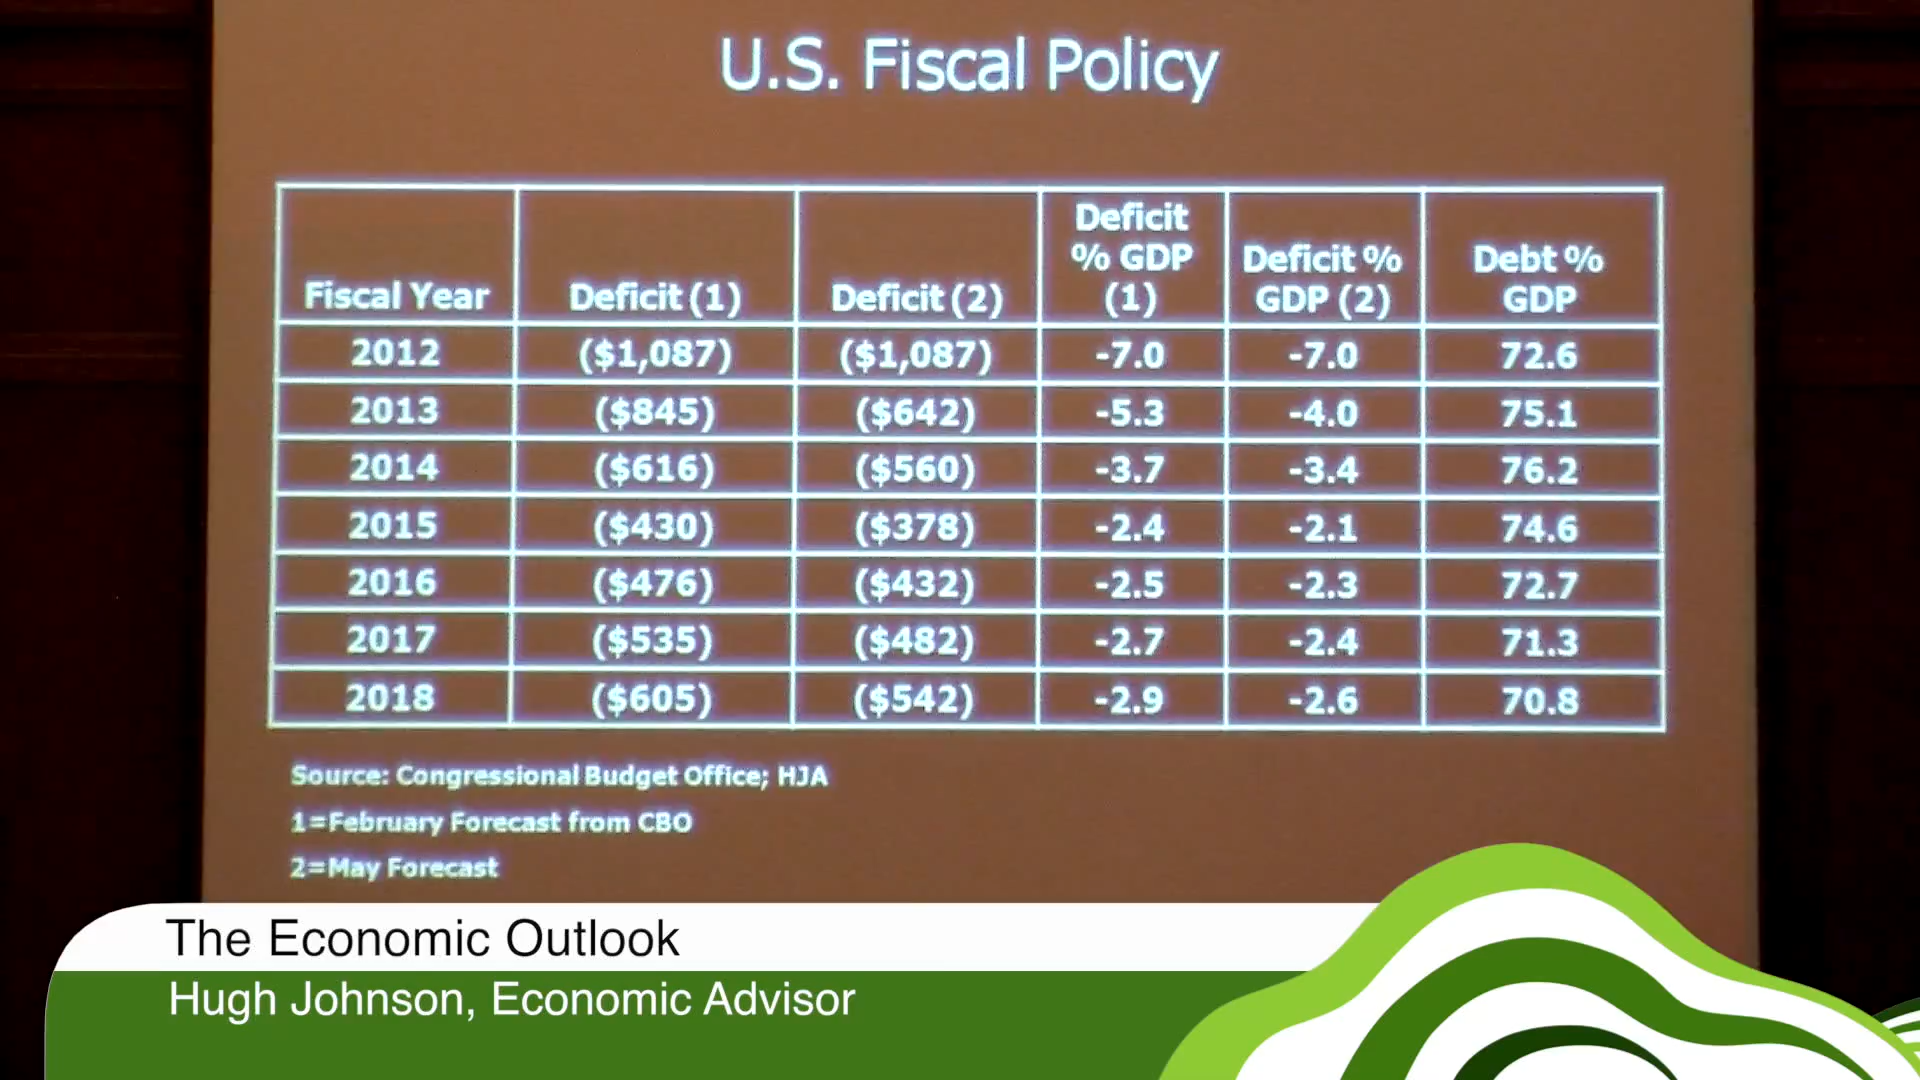 U.S. Fiscal Policy
Fiscal Year Deficit (1) Deficit (2) Deficit % GDP (1) Deficit % GDP (2) Debt % GDP
2012 ($1,087) ($1,087) -7.0 -7.0 72.6
2013 ($845) ($642) -5.3 -4.0 75.1
2014 ($616) ($560) -3.7 -3.4 76.2
2015 ($430) ($378) -2.4 -2.1 74.6
2016 ($476) ($432) -2.5 -2.3 72.7
2017 ($535) ($482) -2.7 -2.4 71.3
2018 ($605) ($542) -2.9 -2.6 70.8
Source: Congressional Budget Office; HJA
1=February Forecast from CBO
2=May Forecast
The Economic Outlook
Hugh Johnson, Economic Advisor